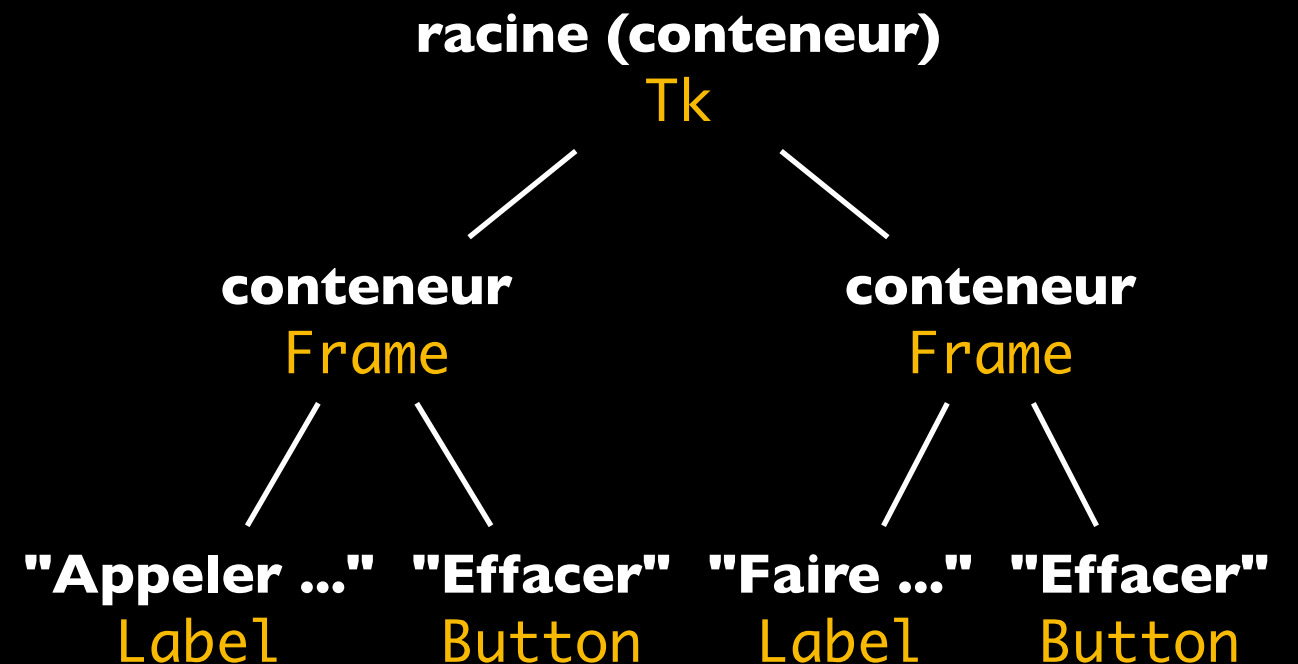 racine (conteneur)
Tk
conteneur conteneur
Frame Frame
"Appeler ..." "Effacer" "Faire ..." "Effacer"
Label Button Label Button